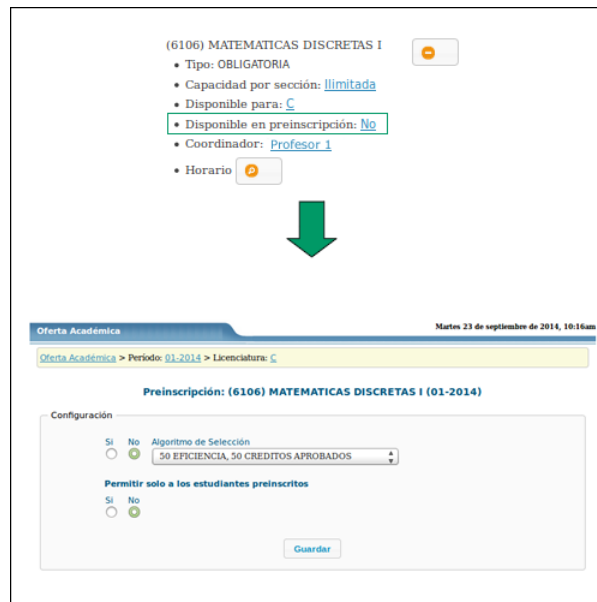 (6106) MATEMATICAS DISCRETAS I
• Tipo: OBLIGATORIA
• Capacidad por sección: Ilimitada
• Disponible para: C
• Disponible en preinscripción: No
• Coordinador: Profesor 1
• Horario
Oferta Académica
Martes 23 de septiembre de 2014, 10:16am
Oferta Académica > Período: 01-2014 > Licenciatura: C
Preinscripción: (6106) MATEMATICAS DISCRETAS I (01-2014)
Configuración
Si No Algoritmo de Selección
50 EFICIENCIA, 50 CREDITOS APROBADOS
Permitir solo a los estudiantes preinscritos
Si No
Guardar